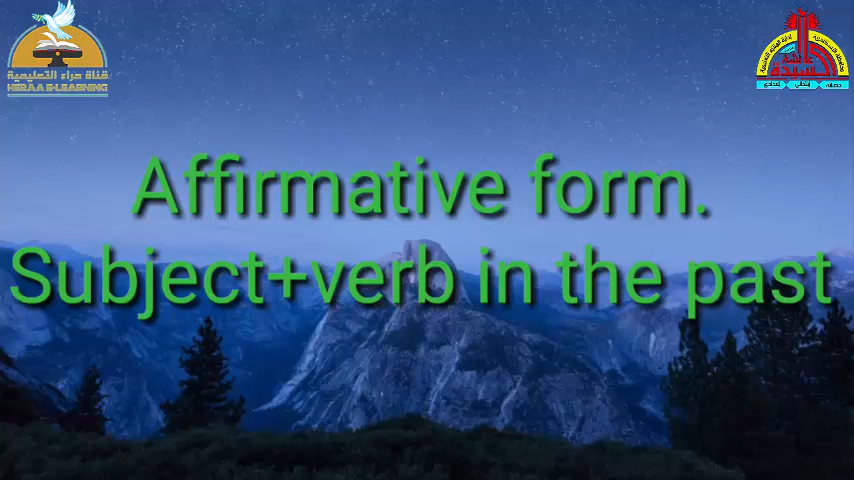 قناة حراء التعليمية
HERAA E-LEARNING
Affirmative form.
Subject+verb in the past